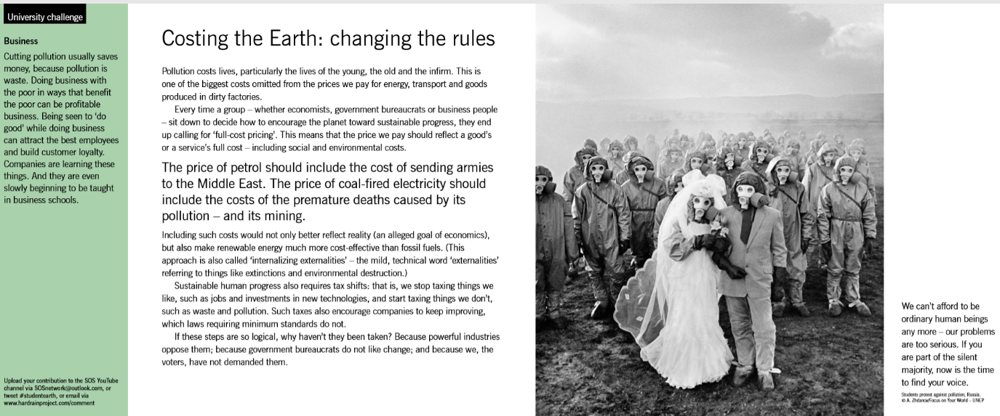 University challenge
Business
Cutting pollution usually saves
money, because pollution is
waste. Doing business with
the poor in ways that benefit
the poor can be profitable
business. Being seen to ‘do
good’ while doing business
can attract the best employees
and build customer loyalty.
Companies are learning these
things. And they are even
slowly beginning to be taught
in business schools.
Upload your contribution to the SOS YouTube
channel via SOSnetwork@outlook.com, or
tweet #studentearth, or email via
www.hardrainproject.com/comment
Costing the Earth: changing the rules
Pollution costs lives, particularly the lives of the young, the old and the infirm. This is
one of the biggest costs omitted from the prices we pay for energy, transport and goods
produced in dirty factories.
Every time a group – whether economists, government bureaucrats or business people
– sit down to decide how to encourage the planet toward sustainable progress, they end
up calling for ‘full-cost pricing’. This means that the price we pay should reflect a good’s
or a service’s full cost – including social and environmental costs.
The price of petrol should include the cost of sending armies
to the Middle East. The price of coal-fired electricity should
include the costs of the premature deaths caused by its
pollution – and its mining.
Including such costs would not only better reflect reality (an alleged goal of economics),
but also make renewable energy much more cost-effective than fossil fuels. (This
approach is also called ‘internalizing externalities’ – the mild, technical word ‘externalities’
referring to things like extinctions and environmental destruction.)
Sustainable human progress also requires tax shifts: that is, we stop taxing things we
like, such as jobs and investments in new technologies, and start taxing things we don’t,
such as waste and pollution. Such taxes also encourage companies to keep improving,
which laws requiring minimum standards do not.
If these steps are so logical, why haven’t they been taken? Because powerful industries
oppose them; because government bureaucrats do not like change; and because we, the
voters, have not demanded them.
We can’t afford to be
ordinary human beings
any more – our problems
are too serious. If you
are part of the silent
majority, now is the time
to find your voice.
Students protest against pollution, Russia.
© A. Zhdanov/Focus on Your World – UNEP